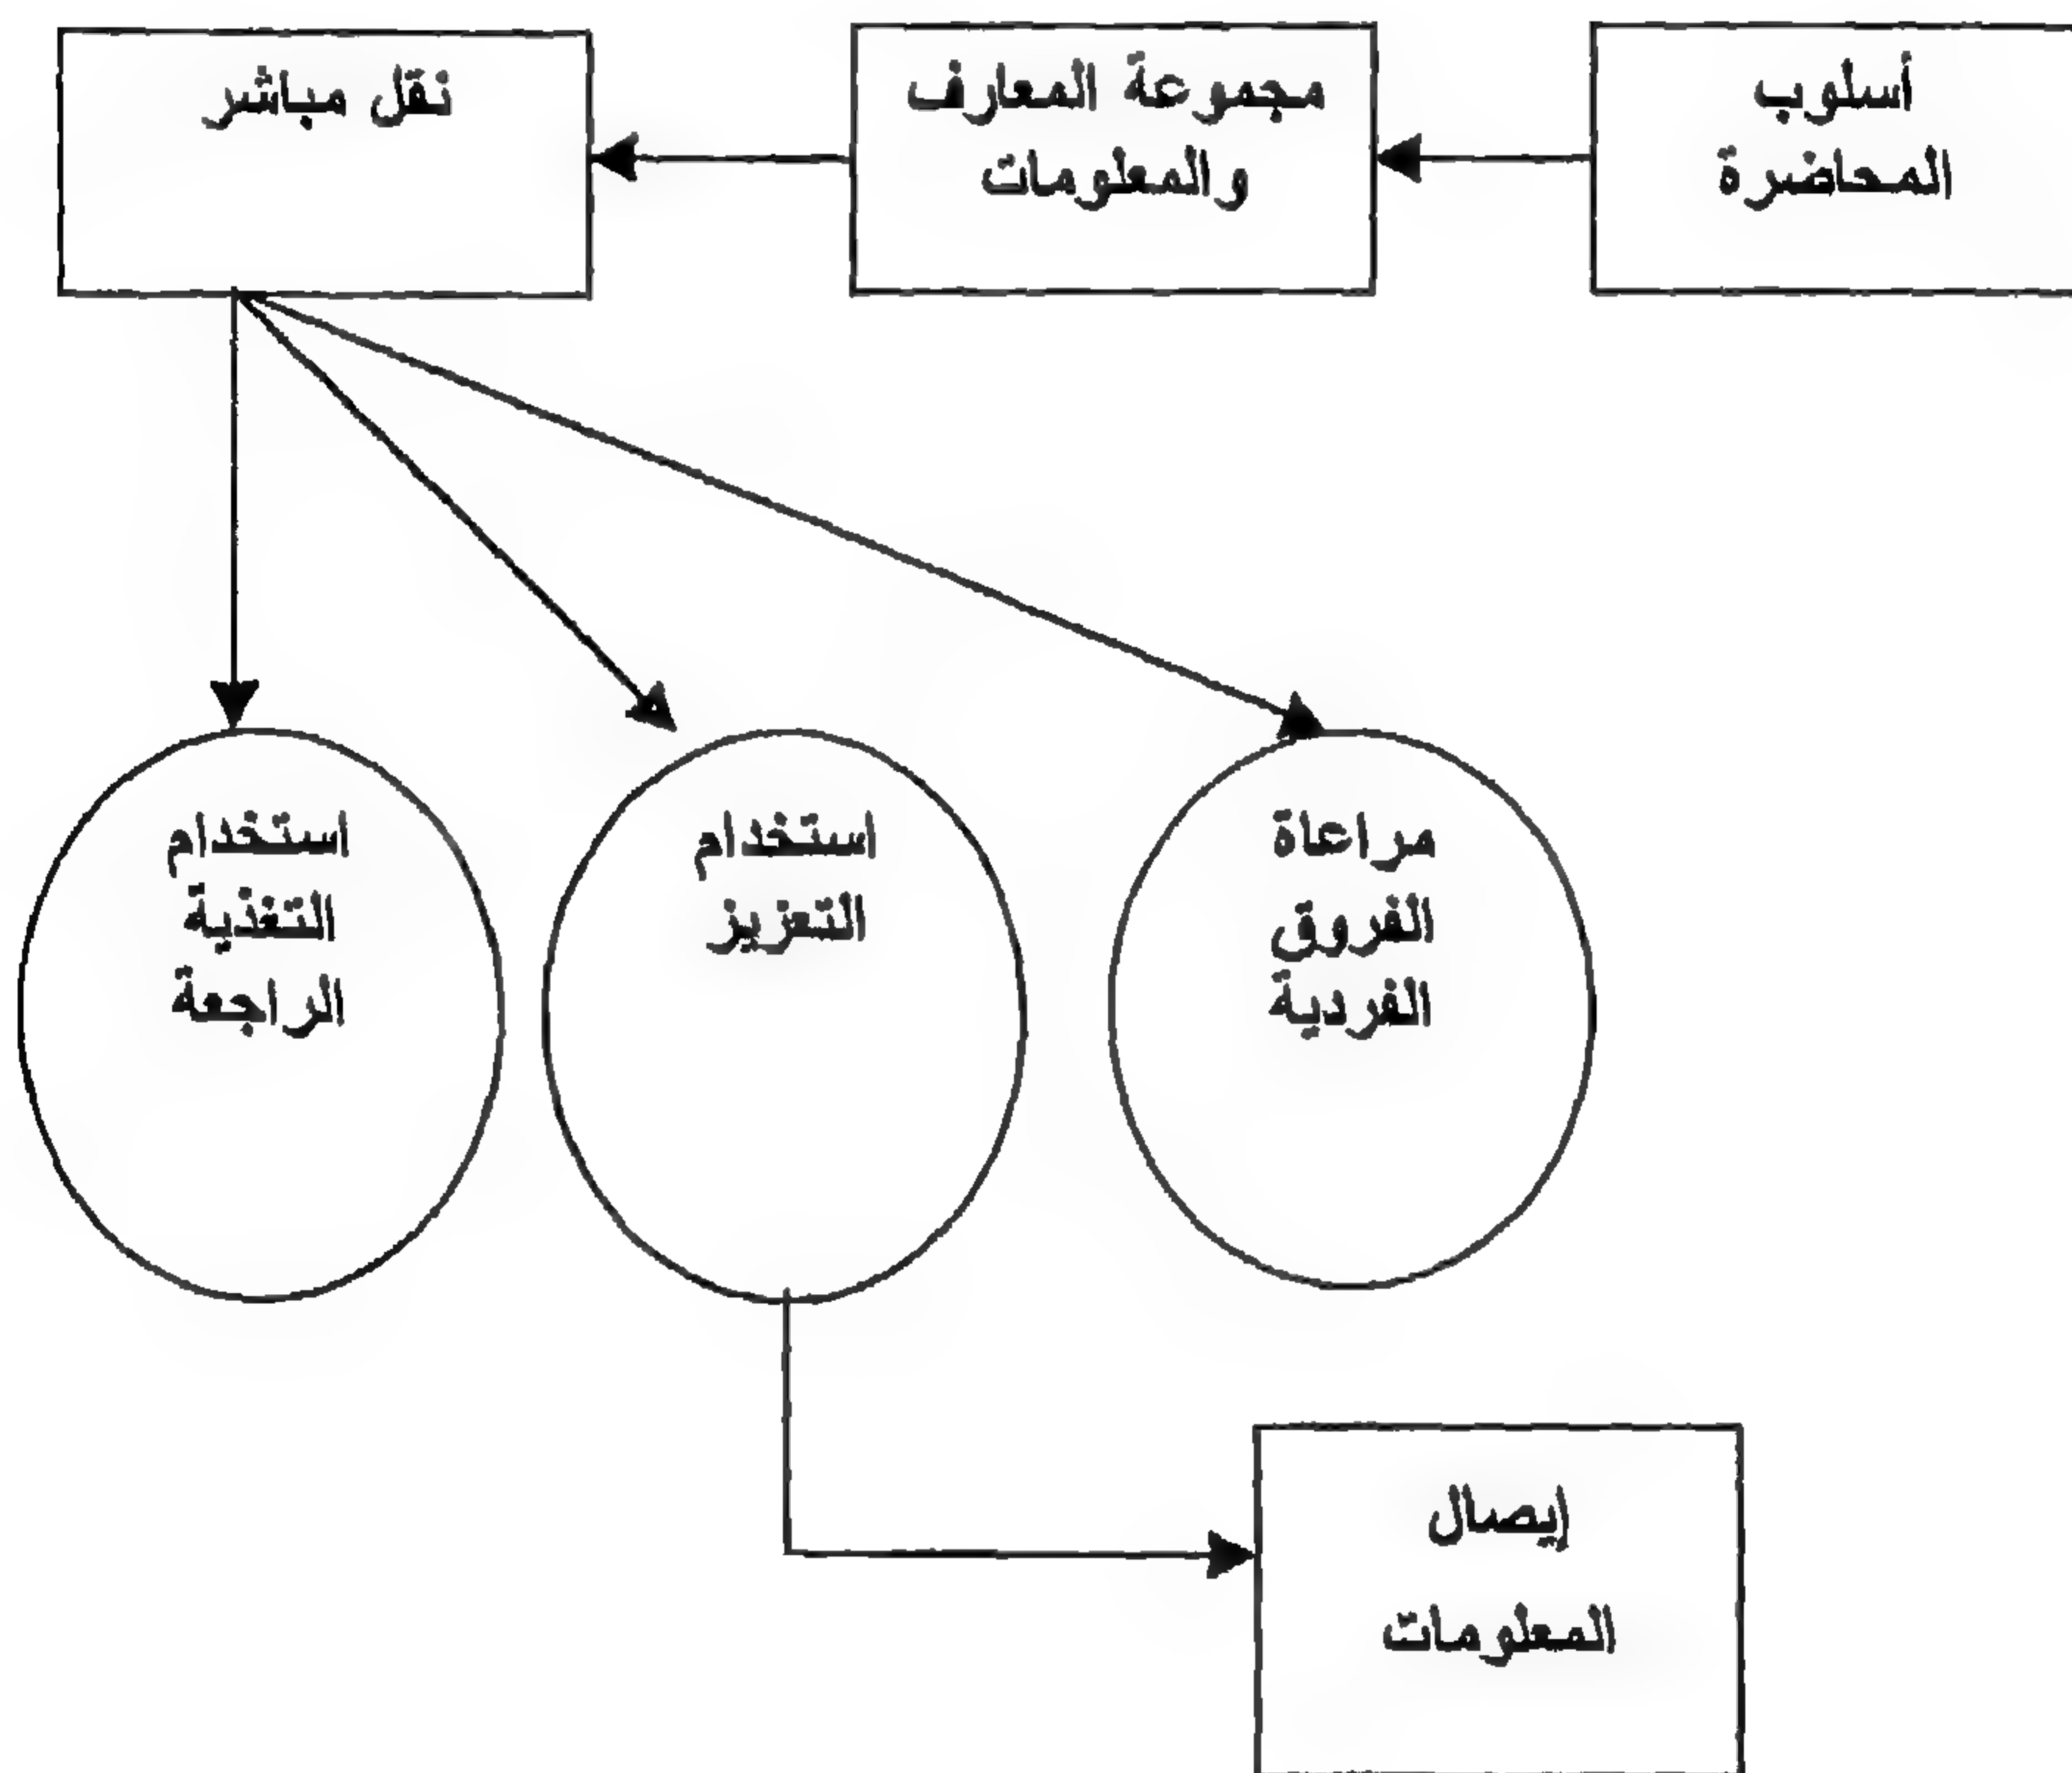 أسلوب
المحاضرة
مجموعة المعارف
والمعلومات
نقل مباشر
مراعاة
الفروق
الفردية
استخدام
التعزيز
استخدام
التغذية
الراجعة
إيصال
المعلومات